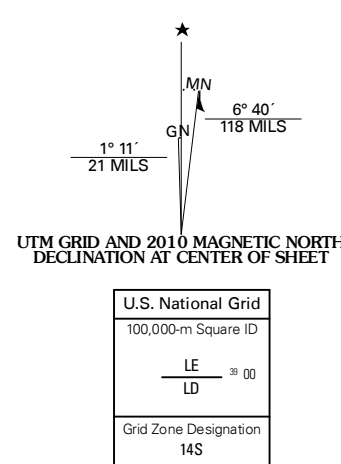 ★
MN
GN
6° 40´
118 MILS
1° 11´
21 MILS
UTM GRID AND 2010 MAGNETIC NORTH
DECLINATION AT CENTER OF SHEET
U.S. National Grid
100,000-m Square ID
LE
39 00
LD
Grid Zone Designation
14S